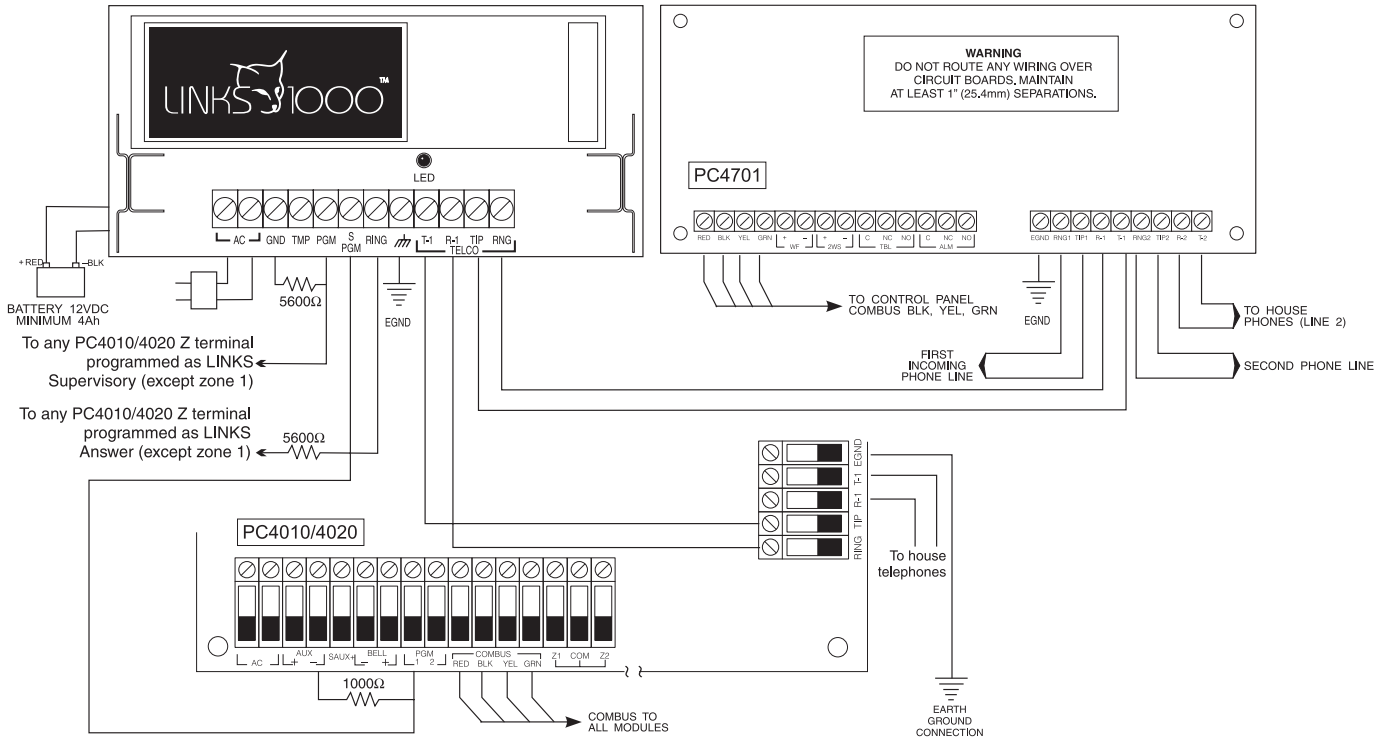 LINKS 1000™
LED
AC GND TMP PGM S PGM RING T-1 R-1 TIP RNG
TELCO
+ RED
–BLK
BATTERY 12VDC
MINIMUM 4Ah
5600Ω
EGND
To any PC4010/4020 Z terminal
programmed as LINKS
Supervisory (except zone 1)
To any PC4010/4020 Z terminal
programmed as LINKS
Answer (except zone 1)
5600Ω
WARNING
DO NOT ROUTE ANY WIRING OVER
CIRCUIT BOARDS. MAINTAIN
AT LEAST 1" (25.4mm) SEPARATIONS.
PC4701
RED BLK YEL GRN + – + – C NC NO C NC NO
WF 2WS TBL ALM
EGND RNG1 TIP1 R-1 T-1 RNG2 TIP2 R-2 T-2
TO CONTROL PANEL
COMBUS BLK, YEL, GRN
EGND
TO HOUSE
PHONES (LINE 2)
FIRST
INCOMING
PHONE LINE
SECOND PHONE LINE
EGND
T-1
R-1
TIP
RING
To house
telephones
PC4010/4020
AC AUX SAUX+ BELL PGM COMBUS Z1 COM Z2
+ – – + 1 2 RED BLK YEL GRN
1000Ω
COMBUS TO
ALL MODULES
EARTH
GROUND
CONNECTION